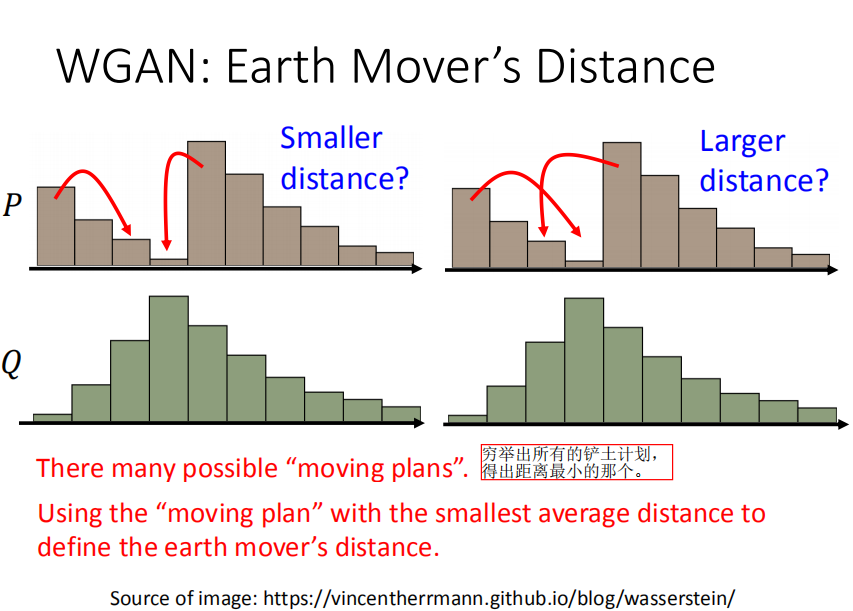 WGAN: Earth Mover’s Distance
Smaller
distance?
Larger
distance?
P
Q
There many possible “moving plans”.
穷举出所有的铲土计划，
得出距离最小的那个。
Using the “moving plan” with the smallest average distance to
define the earth mover’s distance.
Source of image: https://vincentherrmann.github.io/blog/wasserstein/